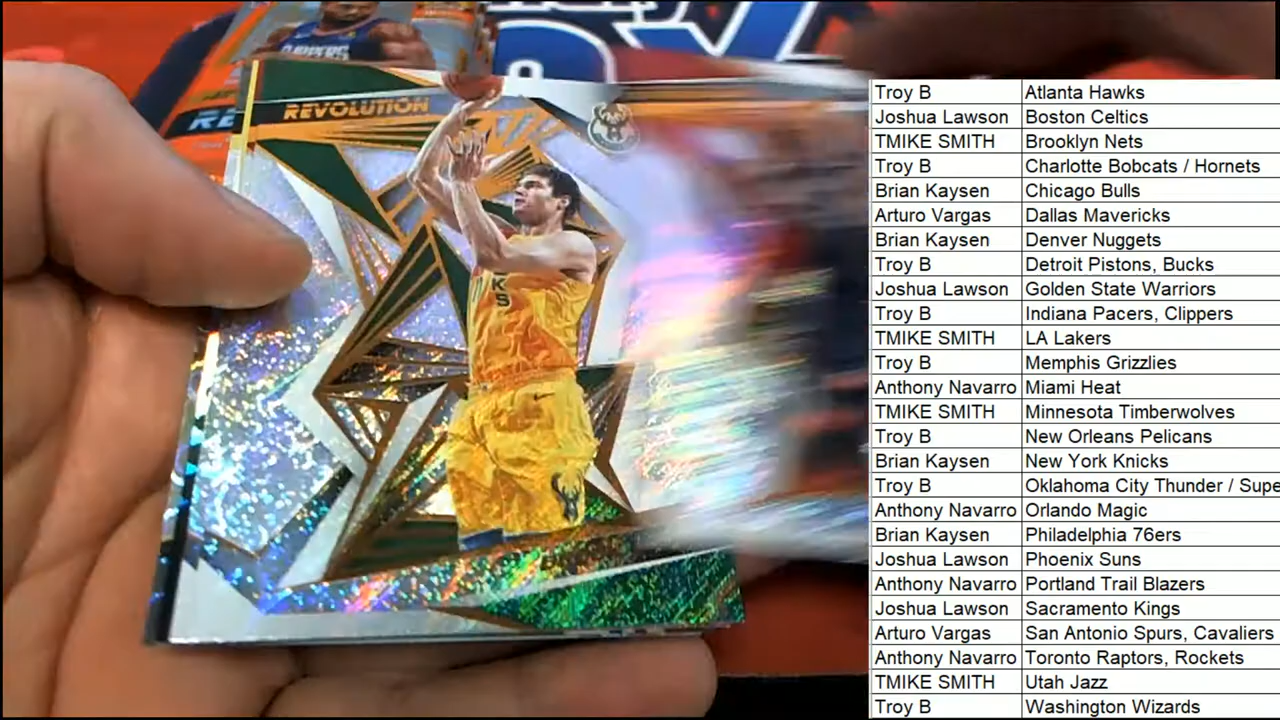 CLIPPERS
REVOLUTION
RE
KS
Troy B Atlanta Hawks
Joshua Lawson Boston Celtics
TMIKE SMITH Brooklyn Nets
Troy B Charlotte Bobcats / Hornets
Brian Kaysen Chicago Bulls
Arturo Vargas Dallas Mavericks
Brian Kaysen Denver Nuggets
Troy B Detroit Pistons, Bucks
Joshua Lawson Golden State Warriors
Troy B Indiana Pacers, Clippers
TMIKE SMITH LA Lakers
Troy B Memphis Grizzlies
Anthony Navarro Miami Heat
TMIKE SMITH Minnesota Timberwolves
Troy B New Orleans Pelicans
Brian Kaysen New York Knicks
Troy B Oklahoma City Thunder / Supe
Anthony Navarro Orlando Magic
Brian Kaysen Philadelphia 76ers
Joshua Lawson Phoenix Suns
Anthony Navarro Portland Trail Blazers
Joshua Lawson Sacramento Kings
Arturo Vargas San Antonio Spurs, Cavaliers
Anthony Navarro Toronto Raptors, Rockets
TMIKE SMITH Utah Jazz
Troy B Washington Wizards